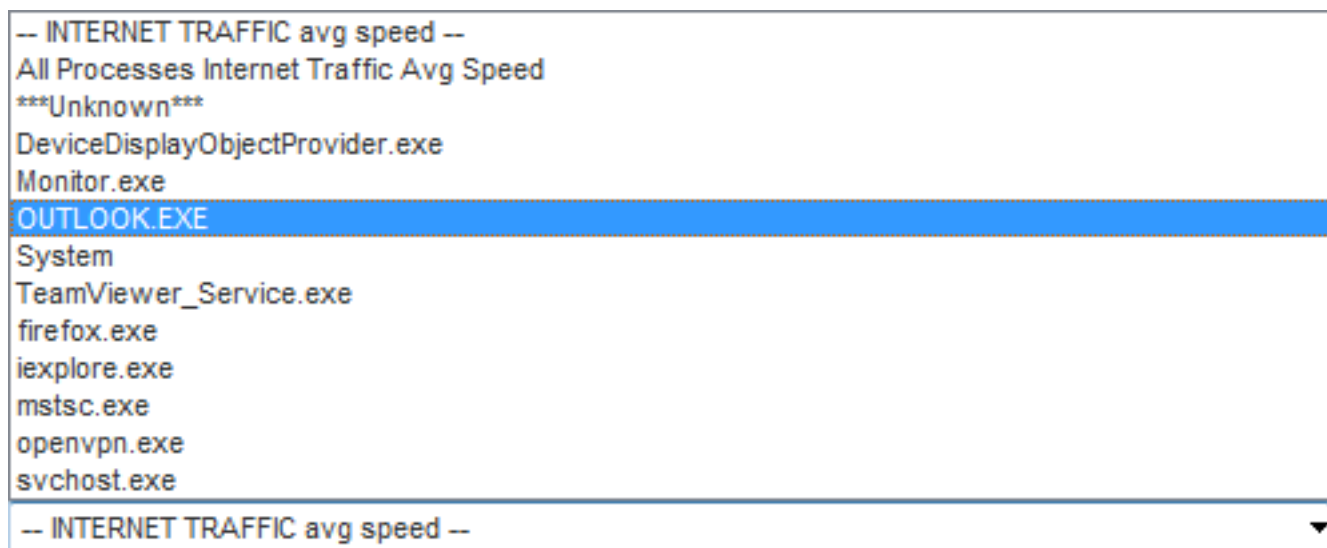 -- INTERNET TRAFFIC avg speed --
All Processes Internet Traffic Avg Speed
***Unknown***
DeviceDisplayObjectProvider.exe
Monitor.exe
OUTLOOK.EXE
System
TeamViewer_Service.exe
firefox.exe
iexplore.exe
mstsc.exe
openvpn.exe
svchost.exe
-- INTERNET TRAFFIC avg speed --